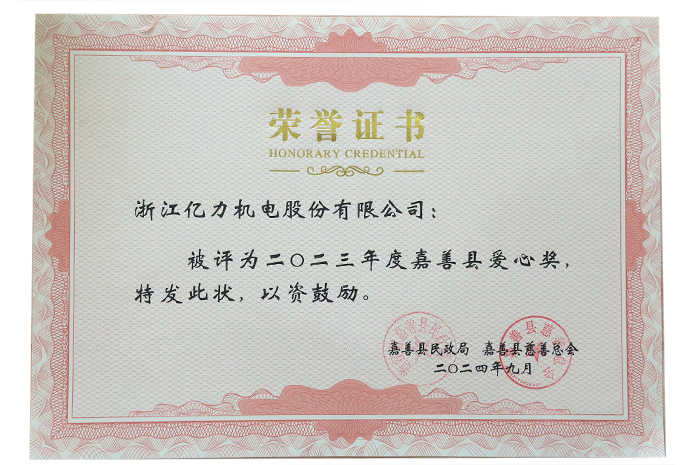 荣誉证书
HONORARY CREDENTIAL
浙江亿力机电股份有限公司：
被评为二〇二三年度嘉善县爱心奖，
特发此状，以资鼓励。
嘉善县民政局 嘉善县慈善总会
二〇二四年九月